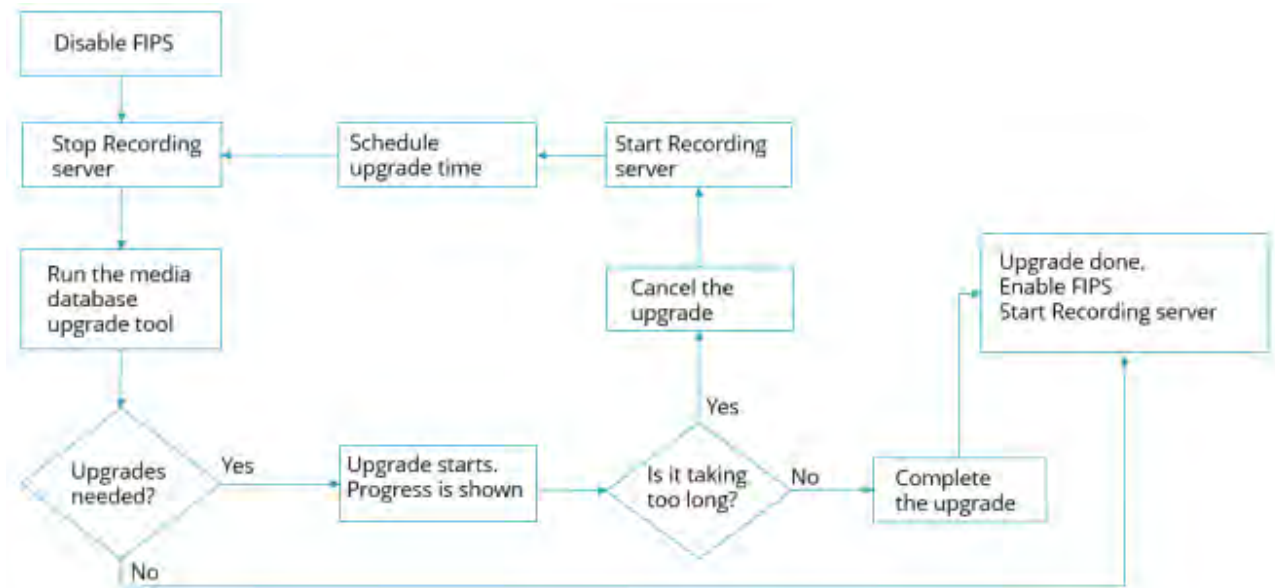 Disable FIPS
Stop Recording
server
Schedule
upgrade time
Start Recording
server
Run the media
database
upgrade tool
Cancel the
upgrade
Upgrade done.
Enable FIPS
Start Recording server
Yes
Upgrades
needed?
Yes
Upgrade starts.
Progress is shown
Is it taking
too long?
No
Complete
the upgrade
No